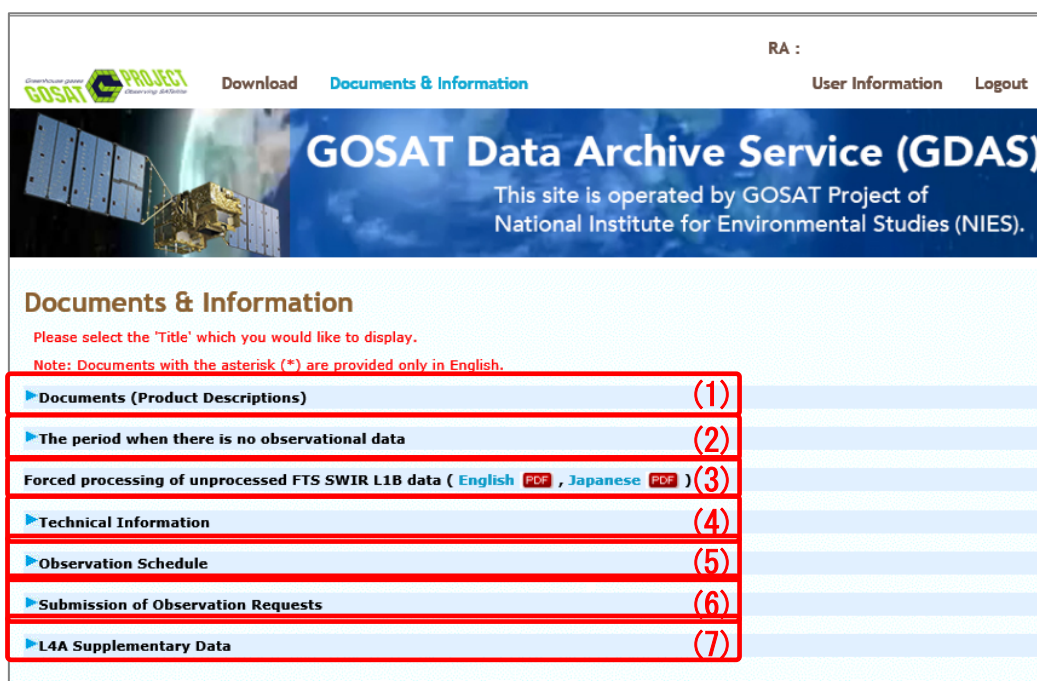 RA :
Greenhouse gases
GOSAT PROJECT
Observing SATellite
Download Documents & Information User Information Logout
GOSAT Data Archive Service (GDAS)
This site is operated by GOSAT Project of
National Institute for Environmental Studies (NIES).
Documents & Information
Please select the 'Title' which you would like to display.
Note: Documents with the asterisk (*) are provided only in English.
Documents (Product Descriptions) (1)
The period when there is no observational data (2)
Forced processing of unprocessed FTS SWIR L1B data ( English PDF , Japanese PDF ) (3)
Technical Information (4)
Observation Schedule (5)
Submission of Observation Requests (6)
L4A Supplementary Data (7)